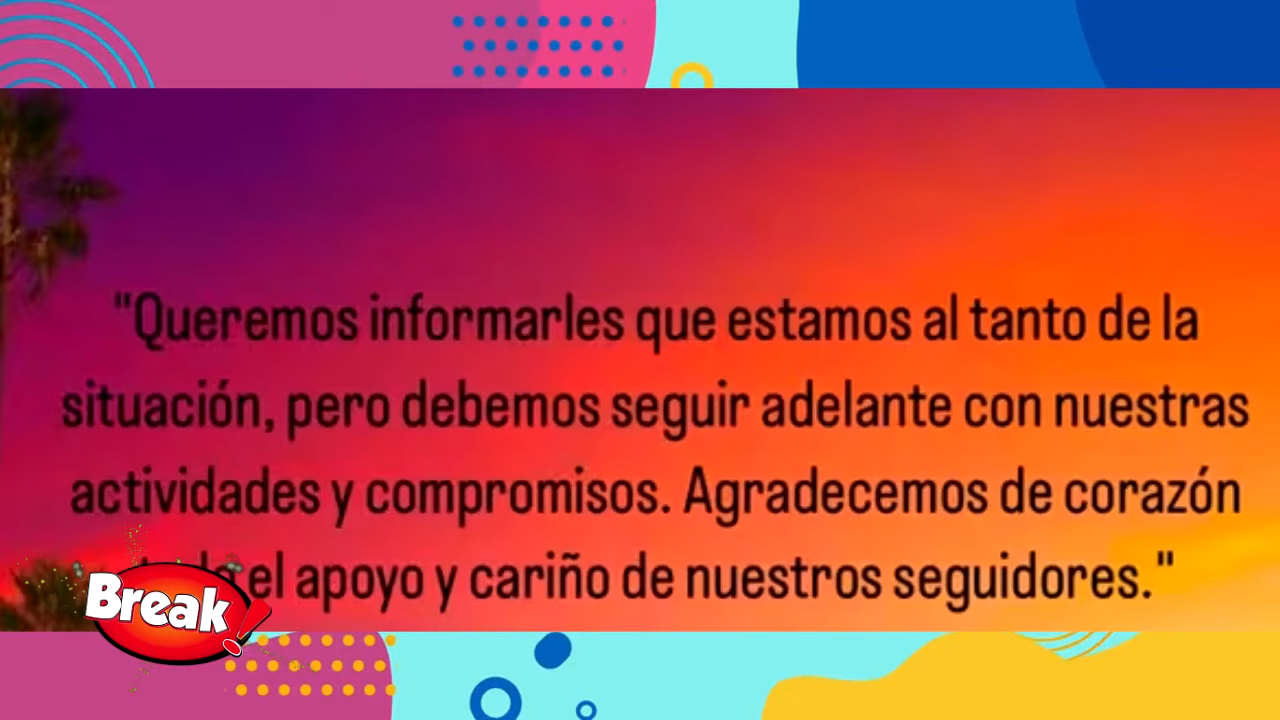 "Queremos informarles que estamos al tanto de la
situación, pero debemos seguir adelante con nuestras
actividades y compromisos. Agradecemos de corazón
el apoyo y cariño de nuestros seguidores."
Break!